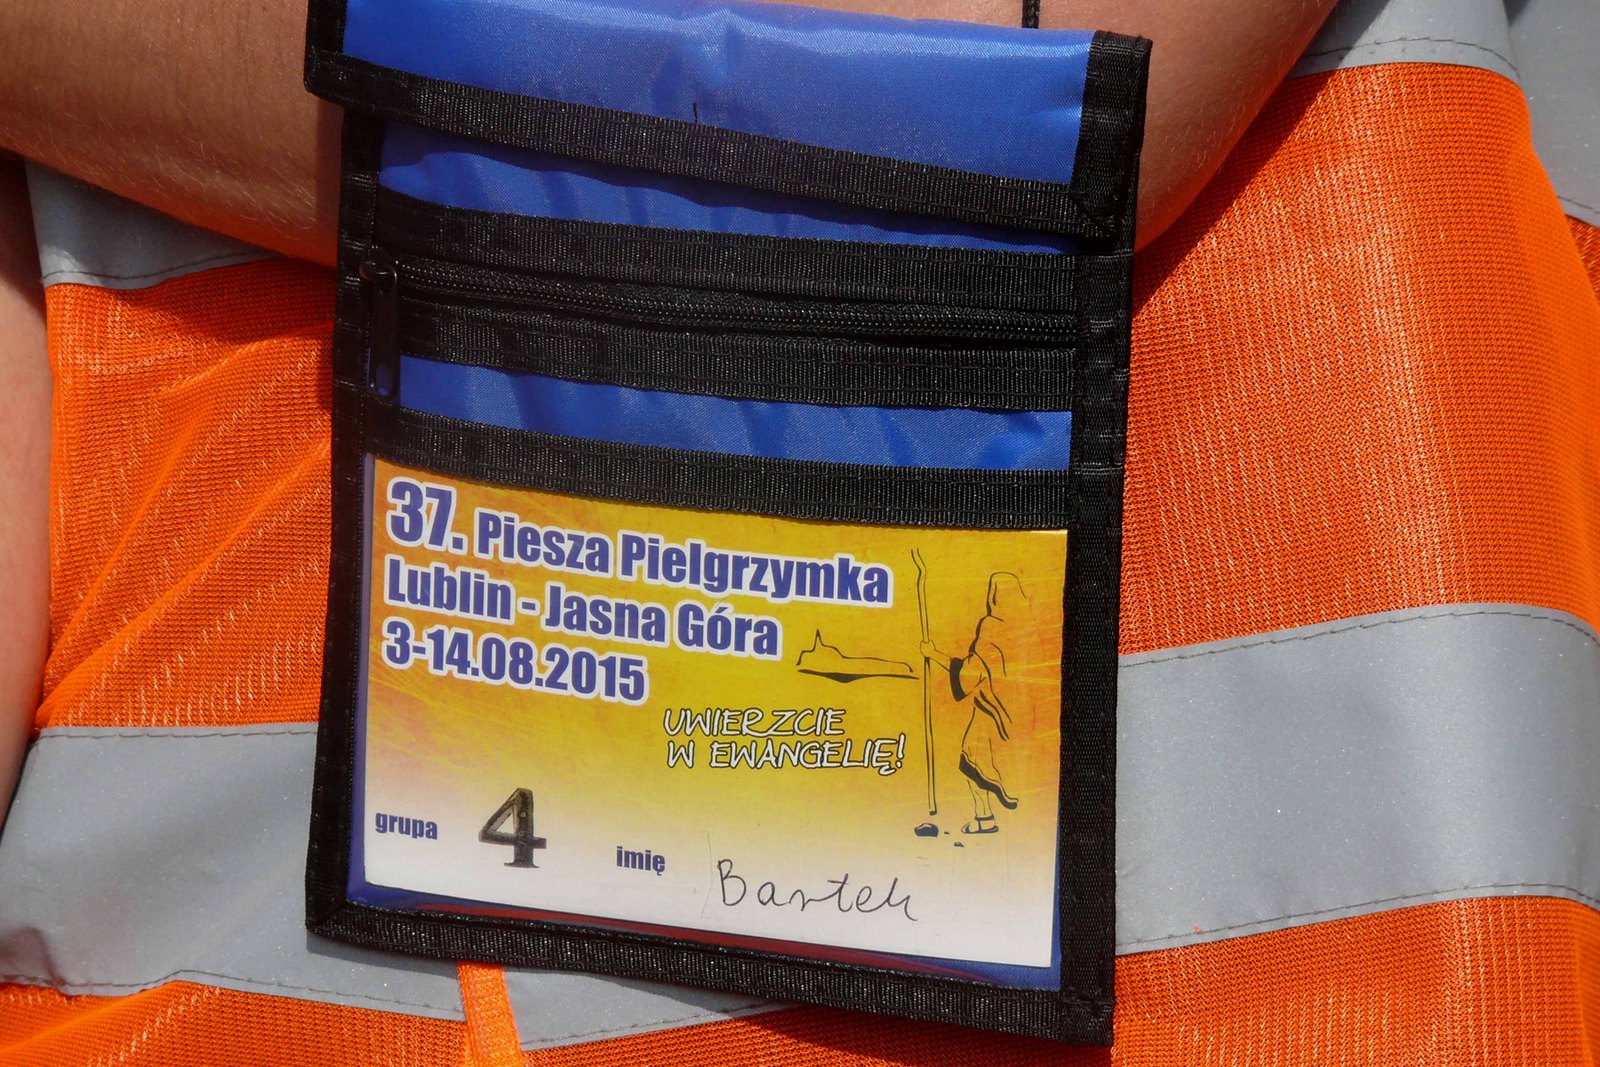 37. Piesza Pielgrzymka
Lublin - Jasna Góra
3-14.08.2015
UWIERZCIE
W EWANGELIĘ!
grupa 4 imię Bartek